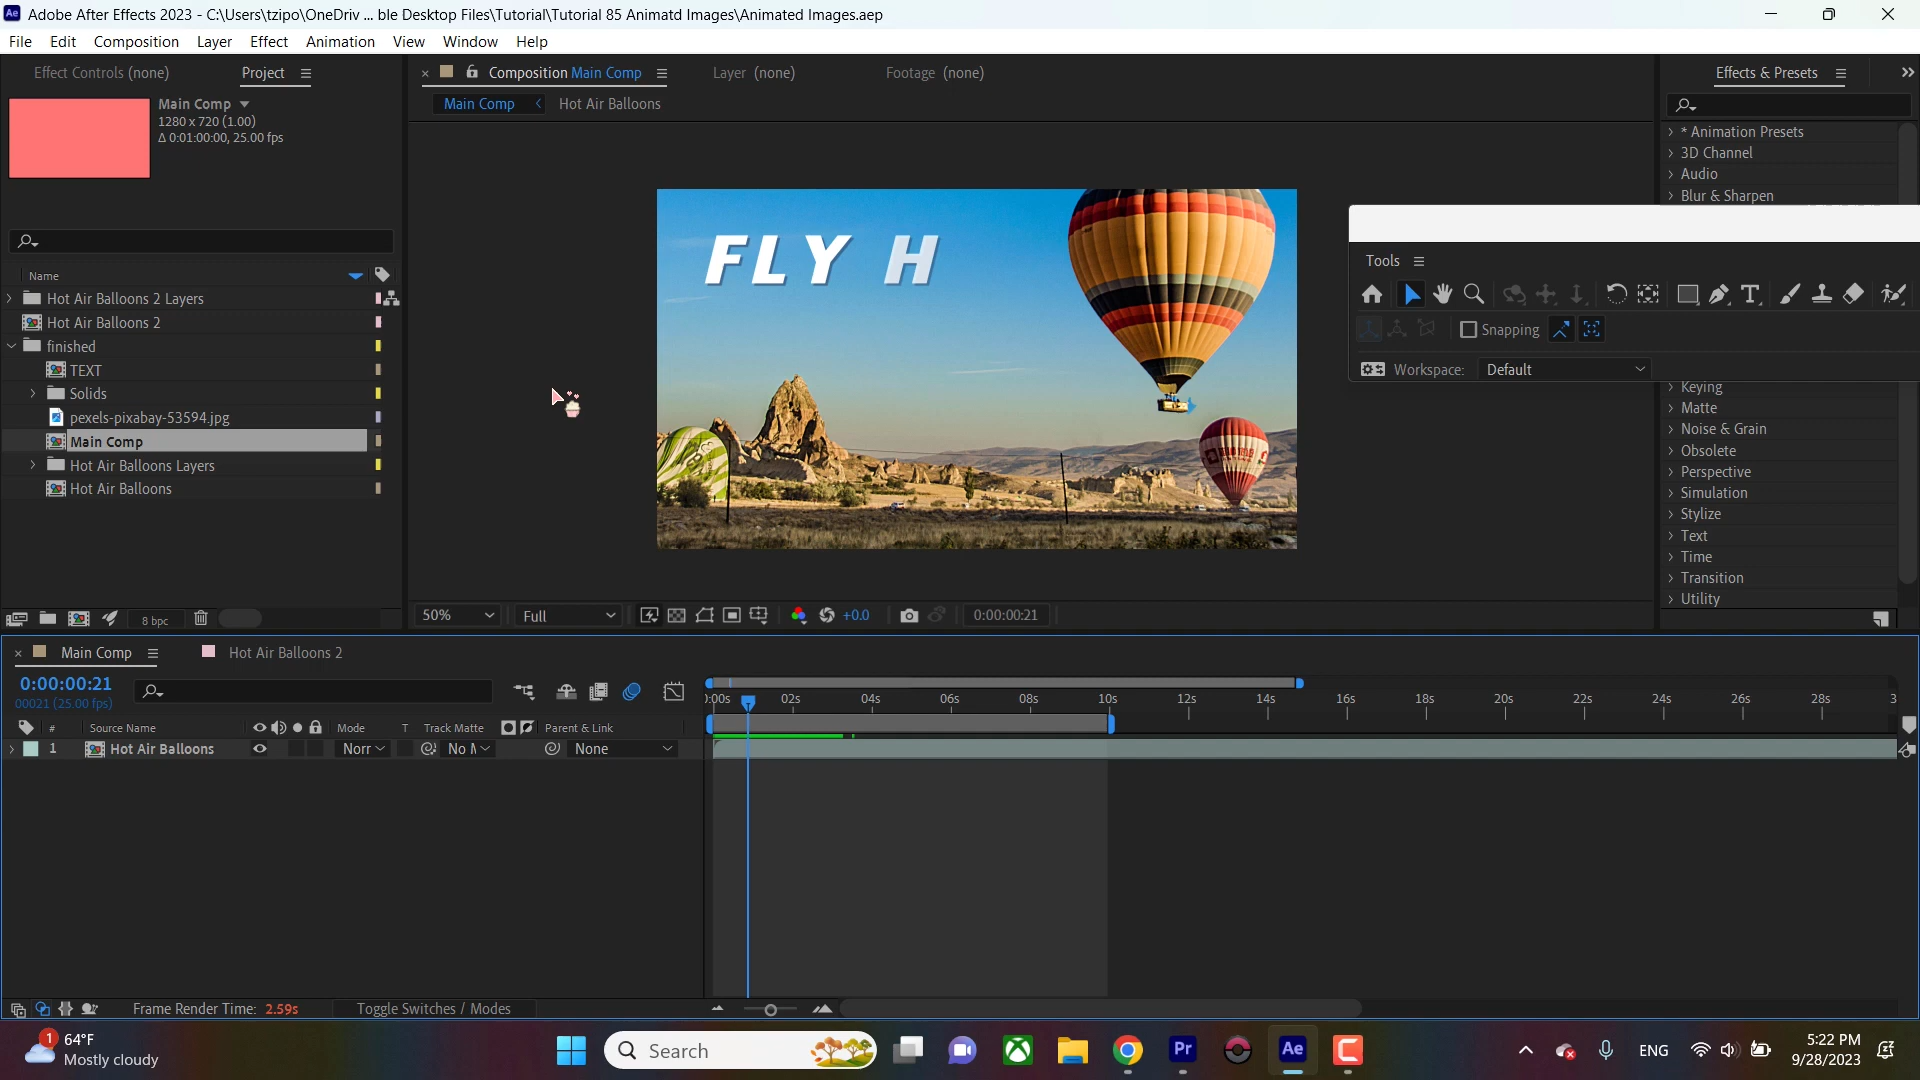 Adobe After Effects 2023 - C:\Users\tzipo\OneDriv ... ble Desktop Files\Tutorial\Tutorial 85 Animatd Images\Animated Images.aep
File Edit Composition Layer Effect Animation View Window Help
Effect Controls (none) Project
Composition Main Comp Layer (none) Footage (none)
Effects & Presets
Main Comp
1280 x 720 (1.00)
Δ 0:01:00:00, 25.00 fps
Main Comp Hot Air Balloons
* Animation Presets
3D Channel
Audio
Blur & Sharpen
FLY H
Tools
Snapping
Workspace: Default
Name
Hot Air Balloons 2 Layers
Hot Air Balloons 2
finished
TEXT
Solids
pexels-pixabay-53594.jpg
Main Comp
Hot Air Balloons Layers
Hot Air Balloons
Keying
Matte
Noise & Grain
Obsolete
Perspective
Simulation
Stylize
Text
Time
Transition
Utility
8 bpc
50% Full +0.0 0:00:00:21
Main Comp Hot Air Balloons 2
0:00:00:21
00021 (25.00 fps)
):00s 02s 04s 06s 08s 10s 12s 14s 16s 18s 20s 22s 24s 26s 28s 3
# Source Name Mode T Track Matte Parent & Link
1 Hot Air Balloons Norr No M None
Frame Render Time: 2.59s Toggle Switches / Modes
1
64°F
Mostly cloudy
Search
Pr
Ae
ENG
5:22 PM
9/28/2023